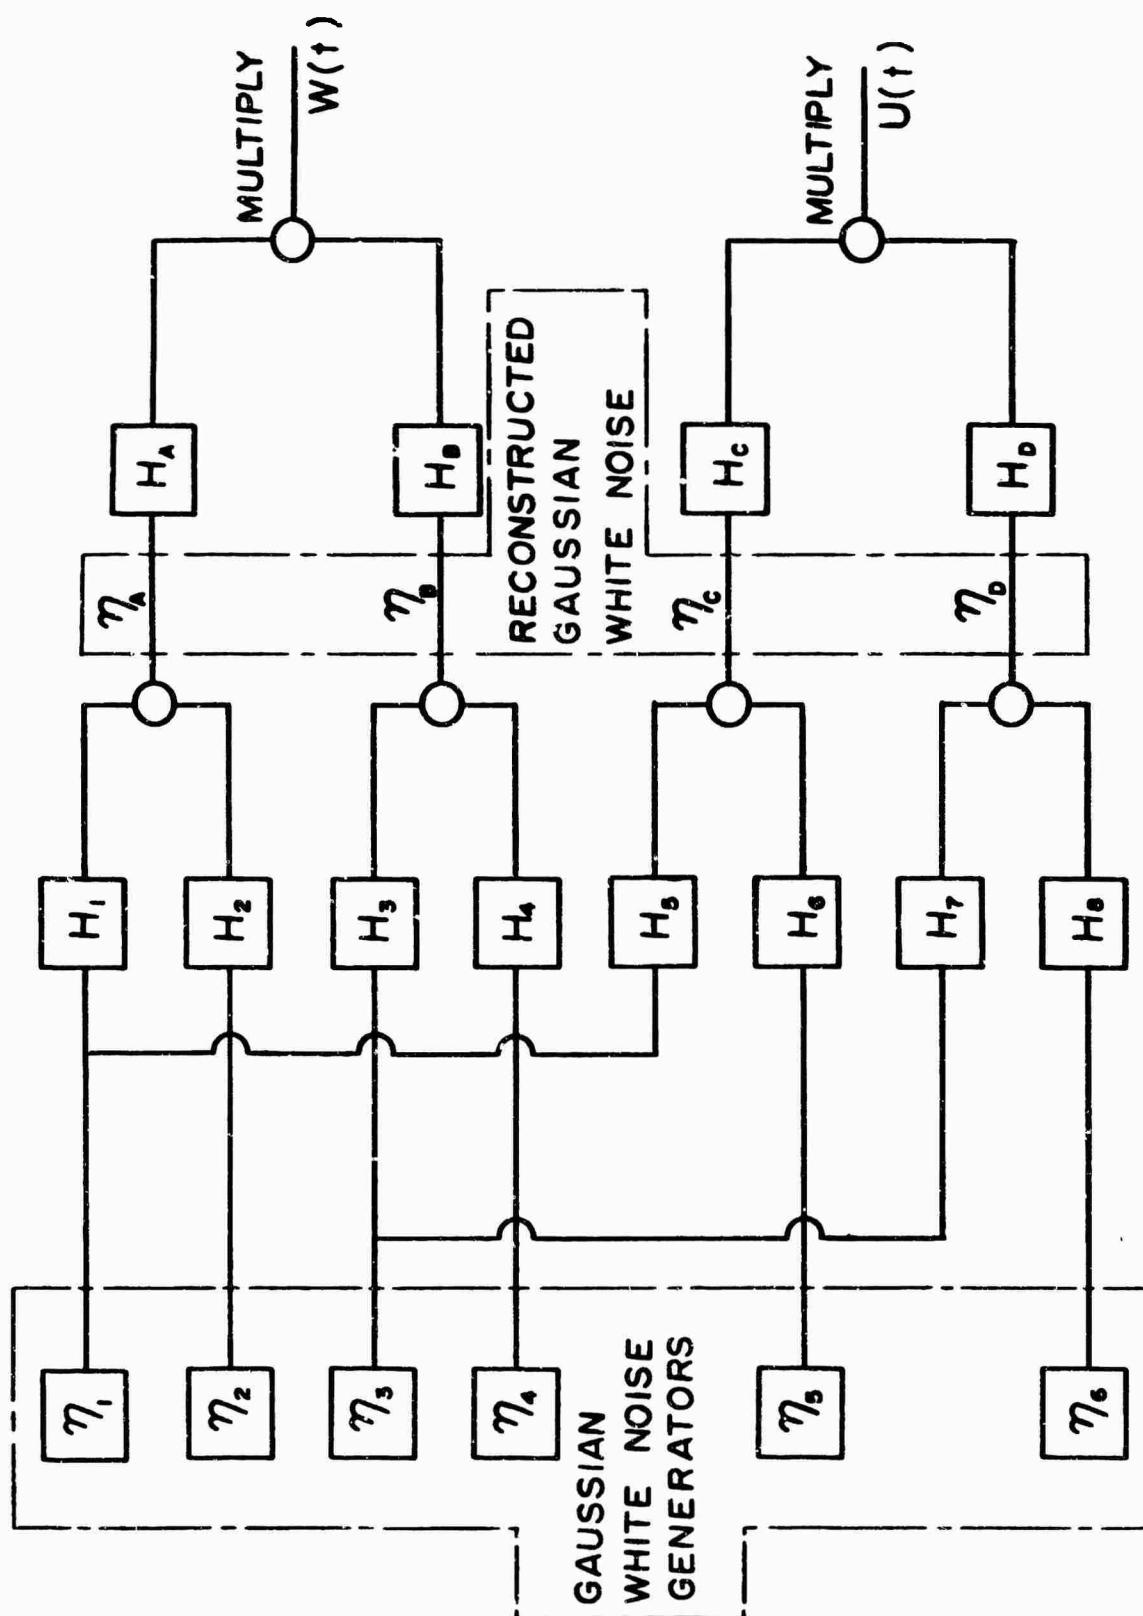 MULTIPLY
W(t)
MULTIPLY
U(t)
H_A
H_B
H_C
H_D
RECONSTRUCTED
GAUSSIAN
WHITE NOISE
η_A
η_B
η_C
η_D
H_1
H_2
H_3
H_4
H_5
H_6
H_7
H_8
η_1
η_2
η_3
η_4
η_5
η_6
GAUSSIAN
WHITE NOISE
GENERATORS